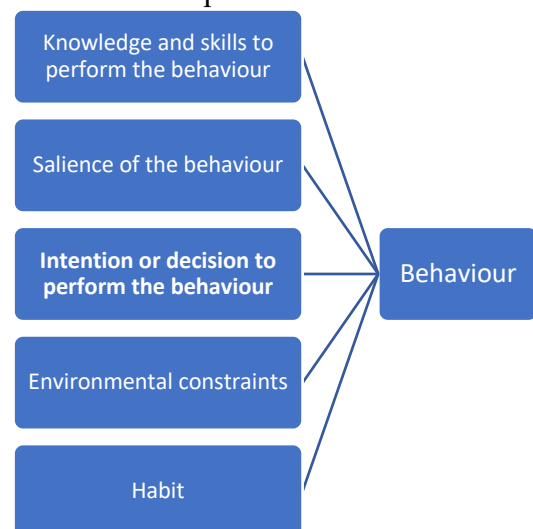 Knowledge and skills to
perform the behaviour
Salience of the behaviour
Intention or decision to
perform the behaviour
Behaviour
Environmental constraints
Habit